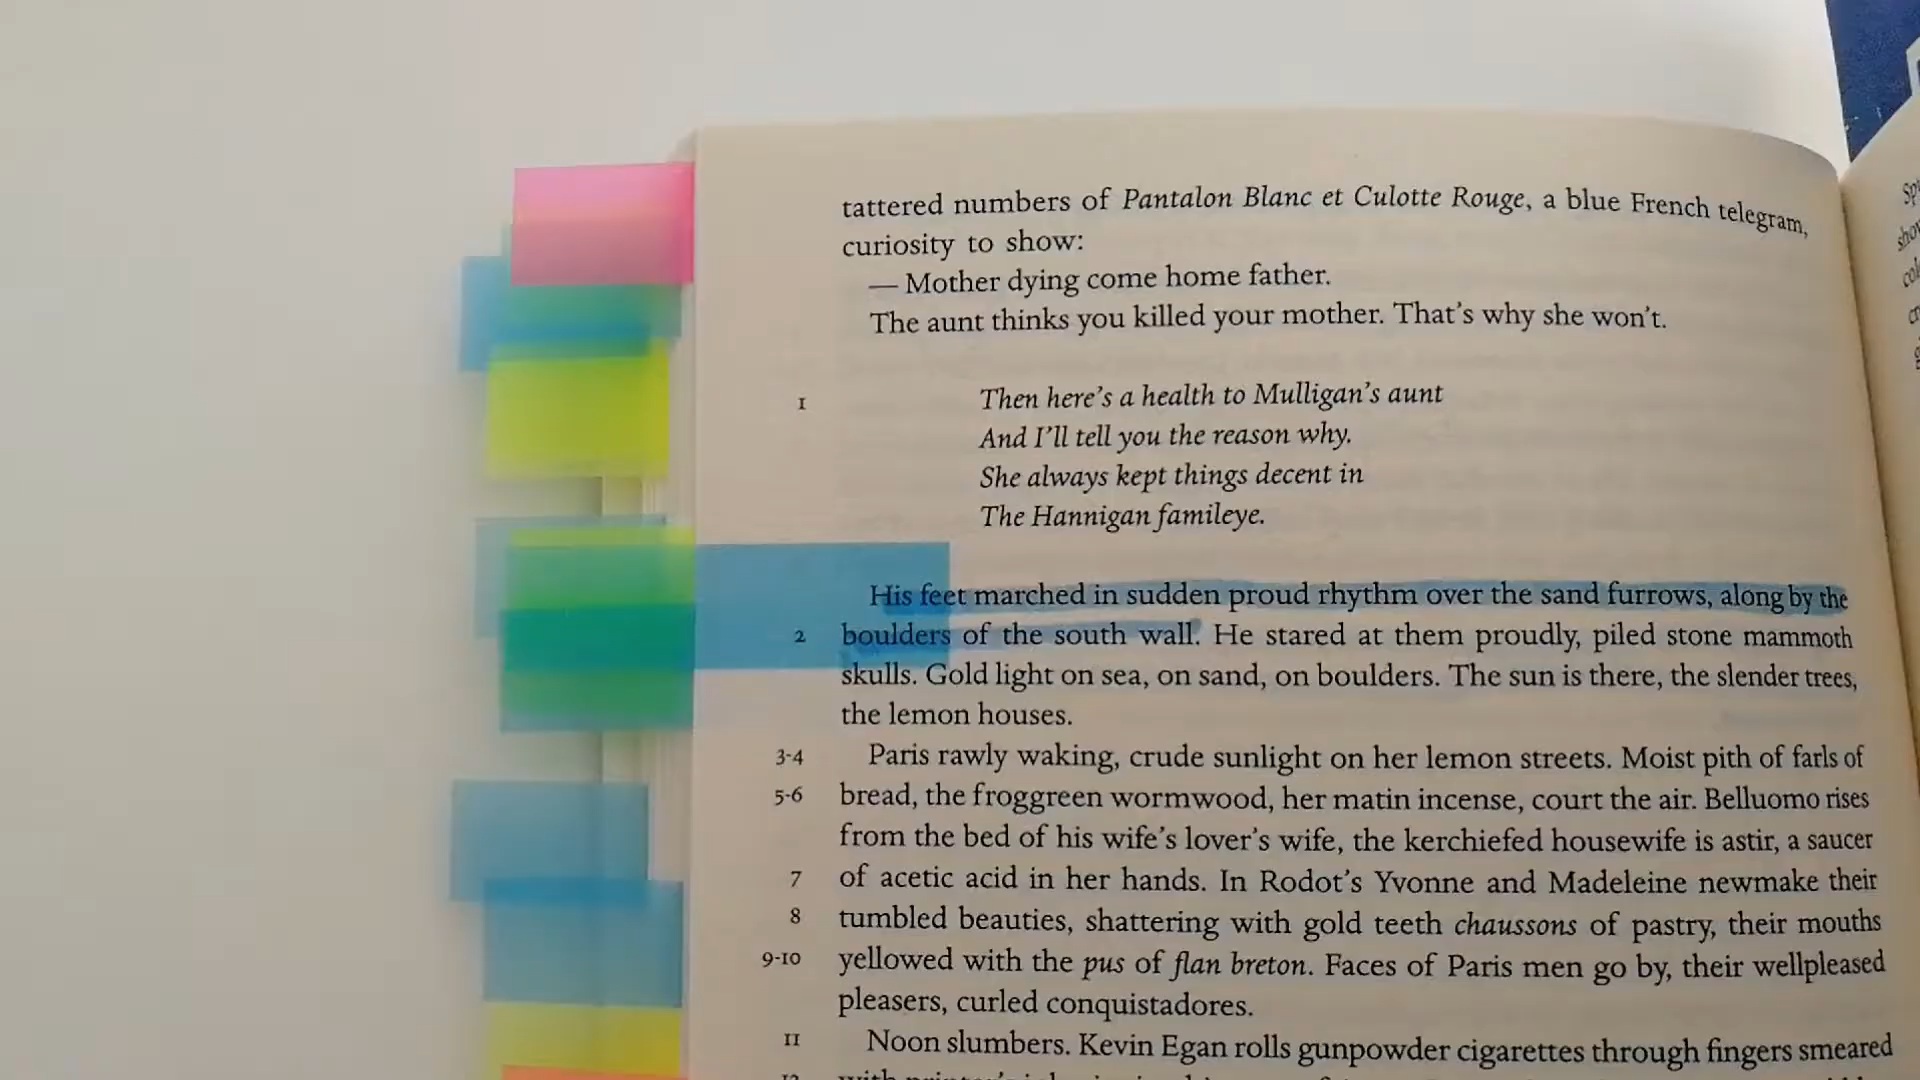 tattered numbers of Pantalon Blanc et Culotte Rouge, a blue French telegram,
curiosity to show:
— Mother dying come home father.
The aunt thinks you killed your mother. That's why she won't.
1 Then here's a health to Mulligan's aunt
And I'll tell you the reason why.
She always kept things decent in
The Hannigan famileye.
His feet marched in sudden proud rhythm over the sand furrows, along by the
2 boulders of the south wall. He stared at them proudly, piled stone mammoth
skulls. Gold light on sea, on sand, on boulders. The sun is there, the slender trees,
the lemon houses.
3-4 Paris rawly waking, crude sunlight on her lemon streets. Moist pith of farls of
5-6 bread, the froggreen wormwood, her matin incense, court the air. Belluomo rises
from the bed of his wife's lover's wife, the kerchiefed housewife is astir, a saucer
7 of acetic acid in her hands. In Rodot's Yvonne and Madeleine newmake their
8 tumbled beauties, shattering with gold teeth chaussons of pastry, their mouths
9-10 yellowed with the pus of flan breton. Faces of Paris men go by, their wellpleased
pleasers, curled conquistadores.
11 Noon slumbers. Kevin Egan rolls gunpowder cigarettes through fingers smeared